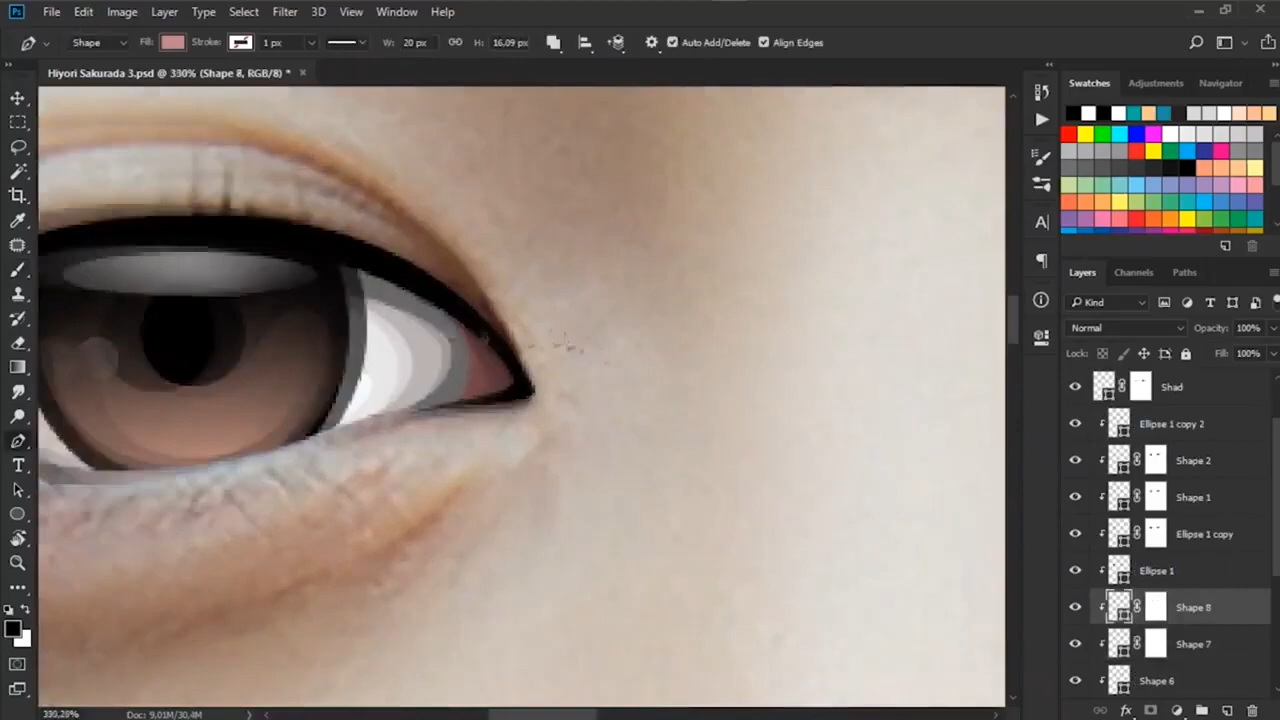 Ps File Edit Image Layer Type Select Filter 3D View Window Help
Shape Fill: Stroke: 1 px W: 20 px H: 16.09 px Auto Add/Delete Align Edges
Hiyori Sakurada 3.psd @ 330% (Shape 8, RGB/8) * ×
Swatches Adjustments Navigator
Layers Channels Paths
Kind
Normal Opacity: 100%
Lock: Fill: 100%
Shad
Ellipse 1 copy 2
Shape 2
Shape 1
Ellipse 1 copy
Ellipse 1
Shape 8
Shape 7
Shape 6
330,28% Doc: 9,01M/30,4M